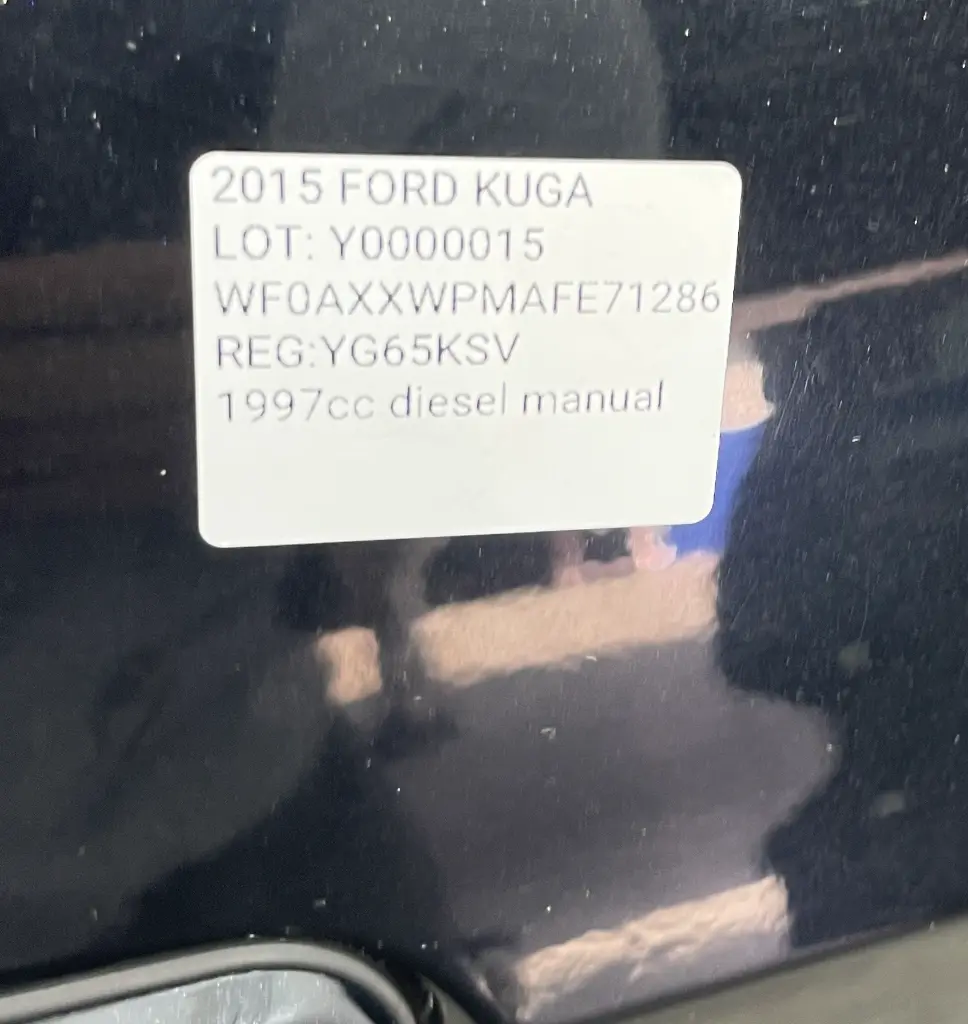 2015 FORD KUGA
LOT: Y0000015
WF0AXXWPMAFE71286
REG:YG65KSV
1997cc diesel manual